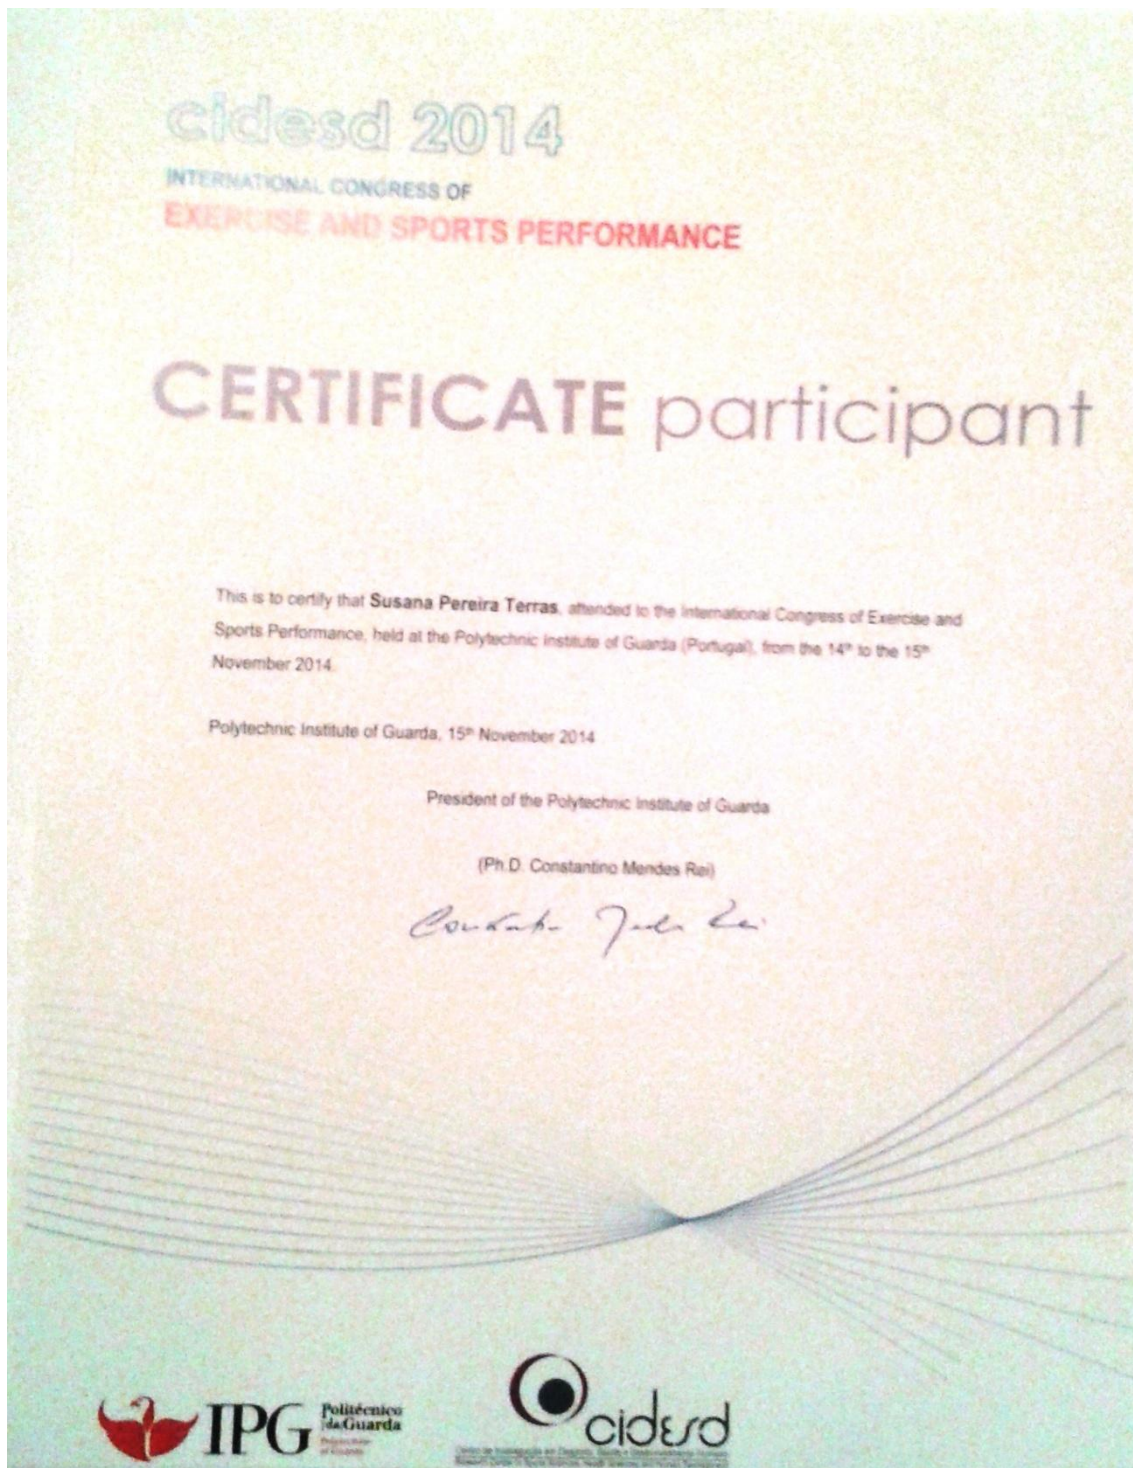 cidesd 2014
INTERNATIONAL CONGRESS OF
EXERCISE AND SPORTS PERFORMANCE
CERTIFICATE participant
This is to certify that Susana Pereira Terras, attended to the International Congress of Exercise and
Sports Performance, held at the Polytechnic Institute of Guarda (Portugal), from the 14th to the 15th
November 2014.
Polytechnic Institute of Guarda, 15th November 2014
President of the Polytechnic Institute of Guarda
(Ph.D. Constantino Mendes Rei)
IPG
Politécnico
da Guarda
cidesd